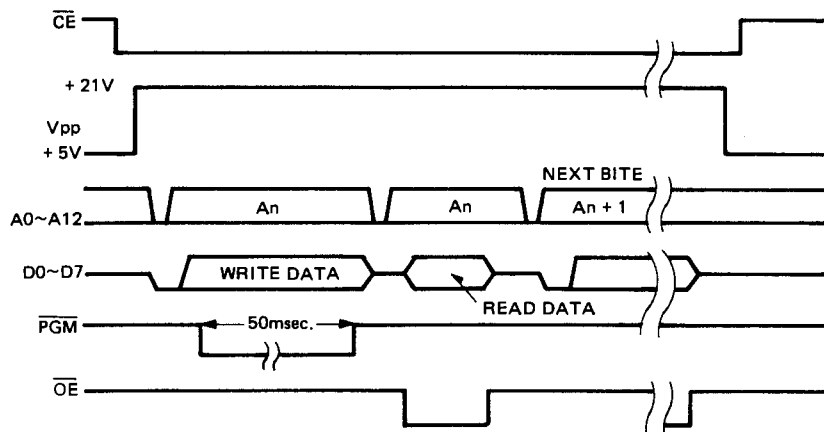 CE
+ 21V
Vpp
+ 5V
NEXT BITE
A0~A12
An
An
An + 1
D0~D7
WRITE DATA
READ DATA
PGM
50msec.
OE